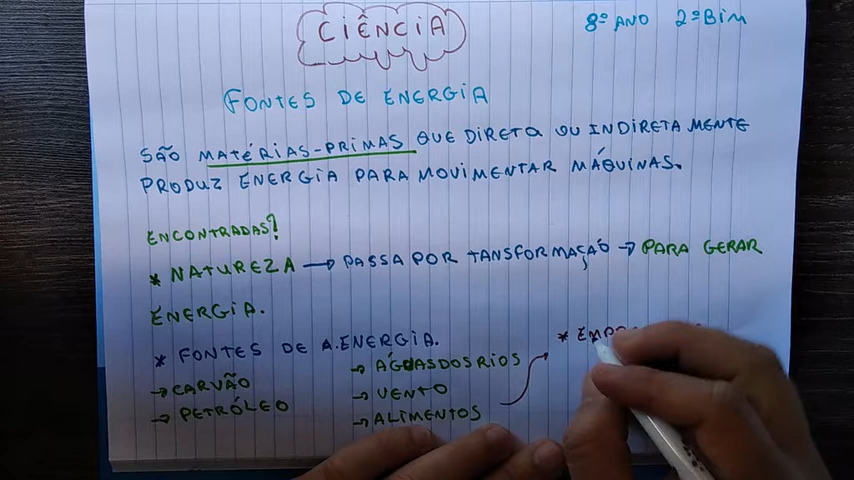 CIÊNCIA
8º ANO 2º BIM
FONTES DE ENERGIA
SÃO MATÉRIAS-PRIMAS QUE DIRETA OU INDIRETAMENTE
PRODUZ ENERGIA PARA MOVIMENTAR MÁQUINAS.
ENCONTRADAS?
* NATUREZA → PASSA POR TANSFORMAÇAÕ → PARA GERAR
ENERGIA.
* FONTES DE A.ENERGIA.
→ CARVÃO
→ PETRÓLEO
→ ÁGUAS DOS RIOS
→ VENTO
→ ALIMENTOS
*